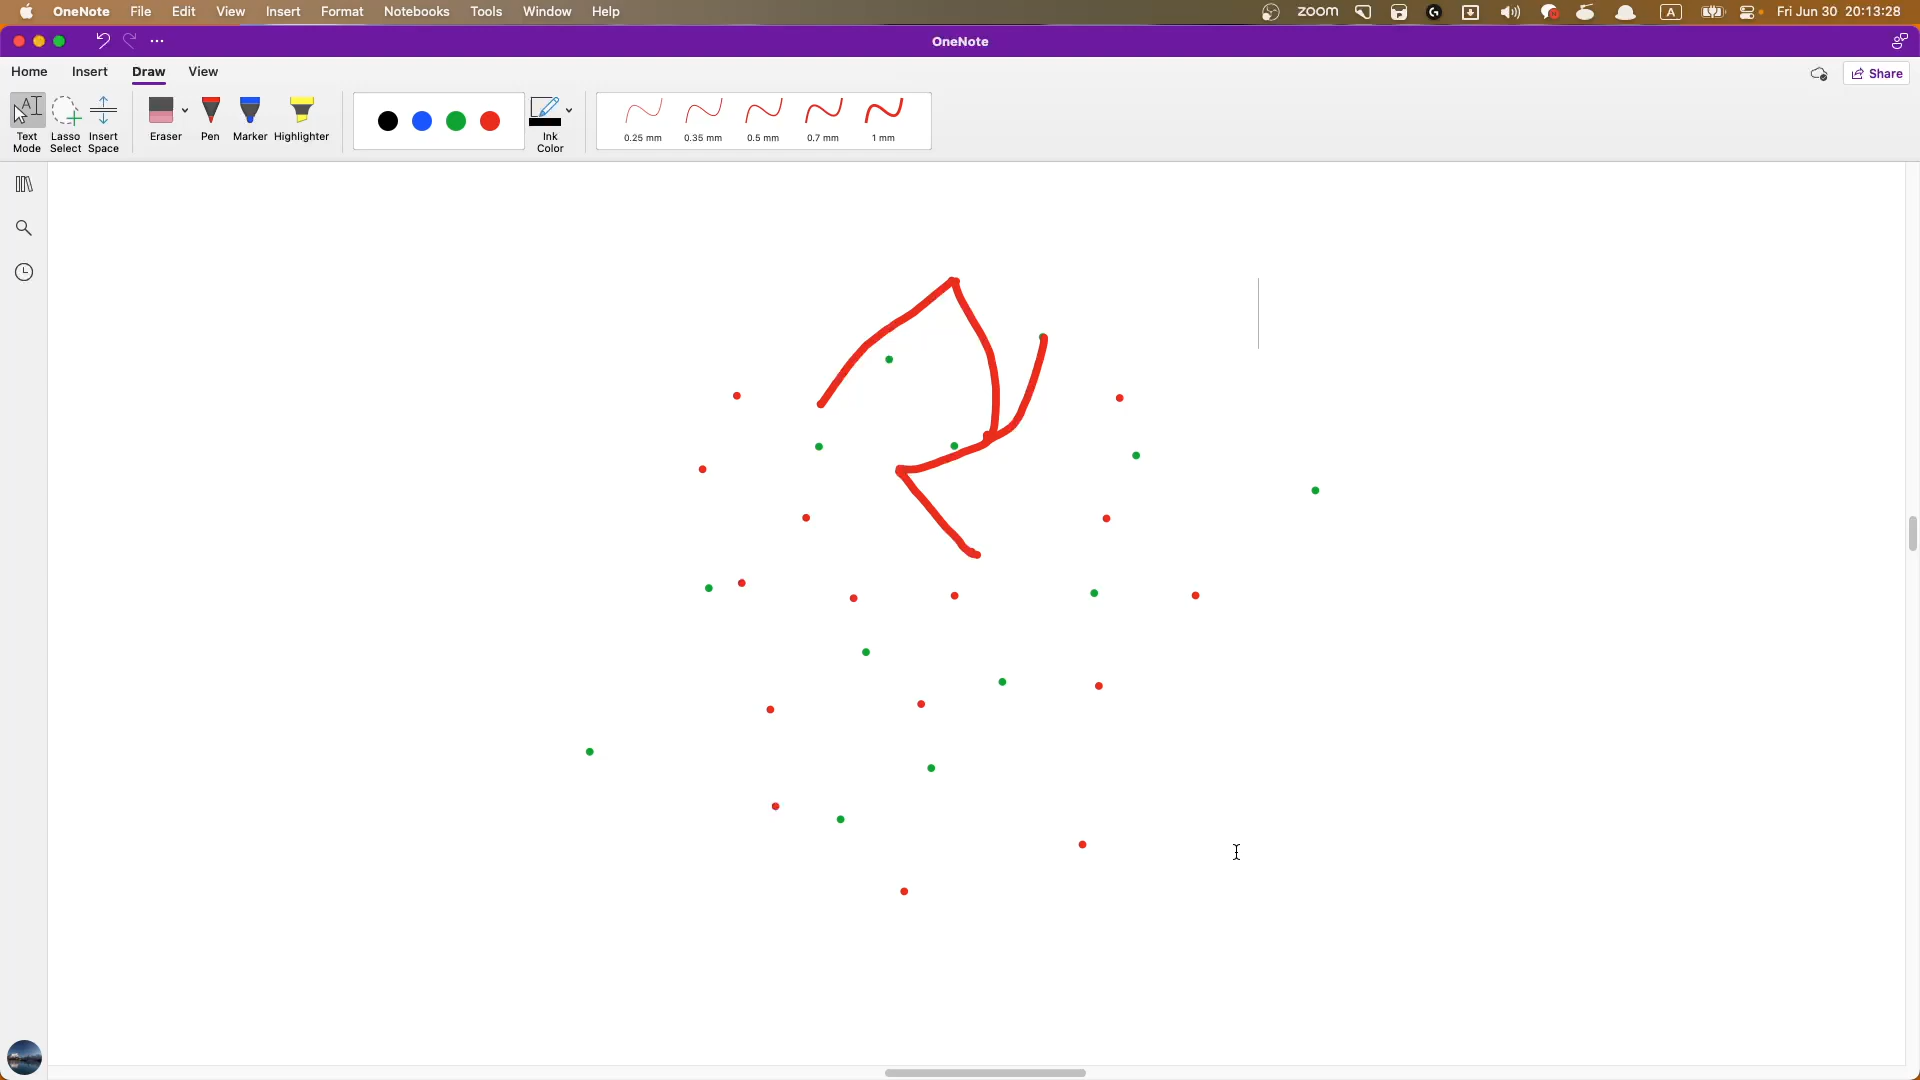 OneNote File Edit View Insert Format Notebooks Tools Window Help zoom A Fri Jun 30 20:13:28
OneNote
Home Insert Draw View Share
Text Mode
Lasso Select
Insert Space
Eraser
Pen
Marker
Highlighter
Ink Color
0.25 mm 0.35 mm 0.5 mm 0.7 mm 1 mm